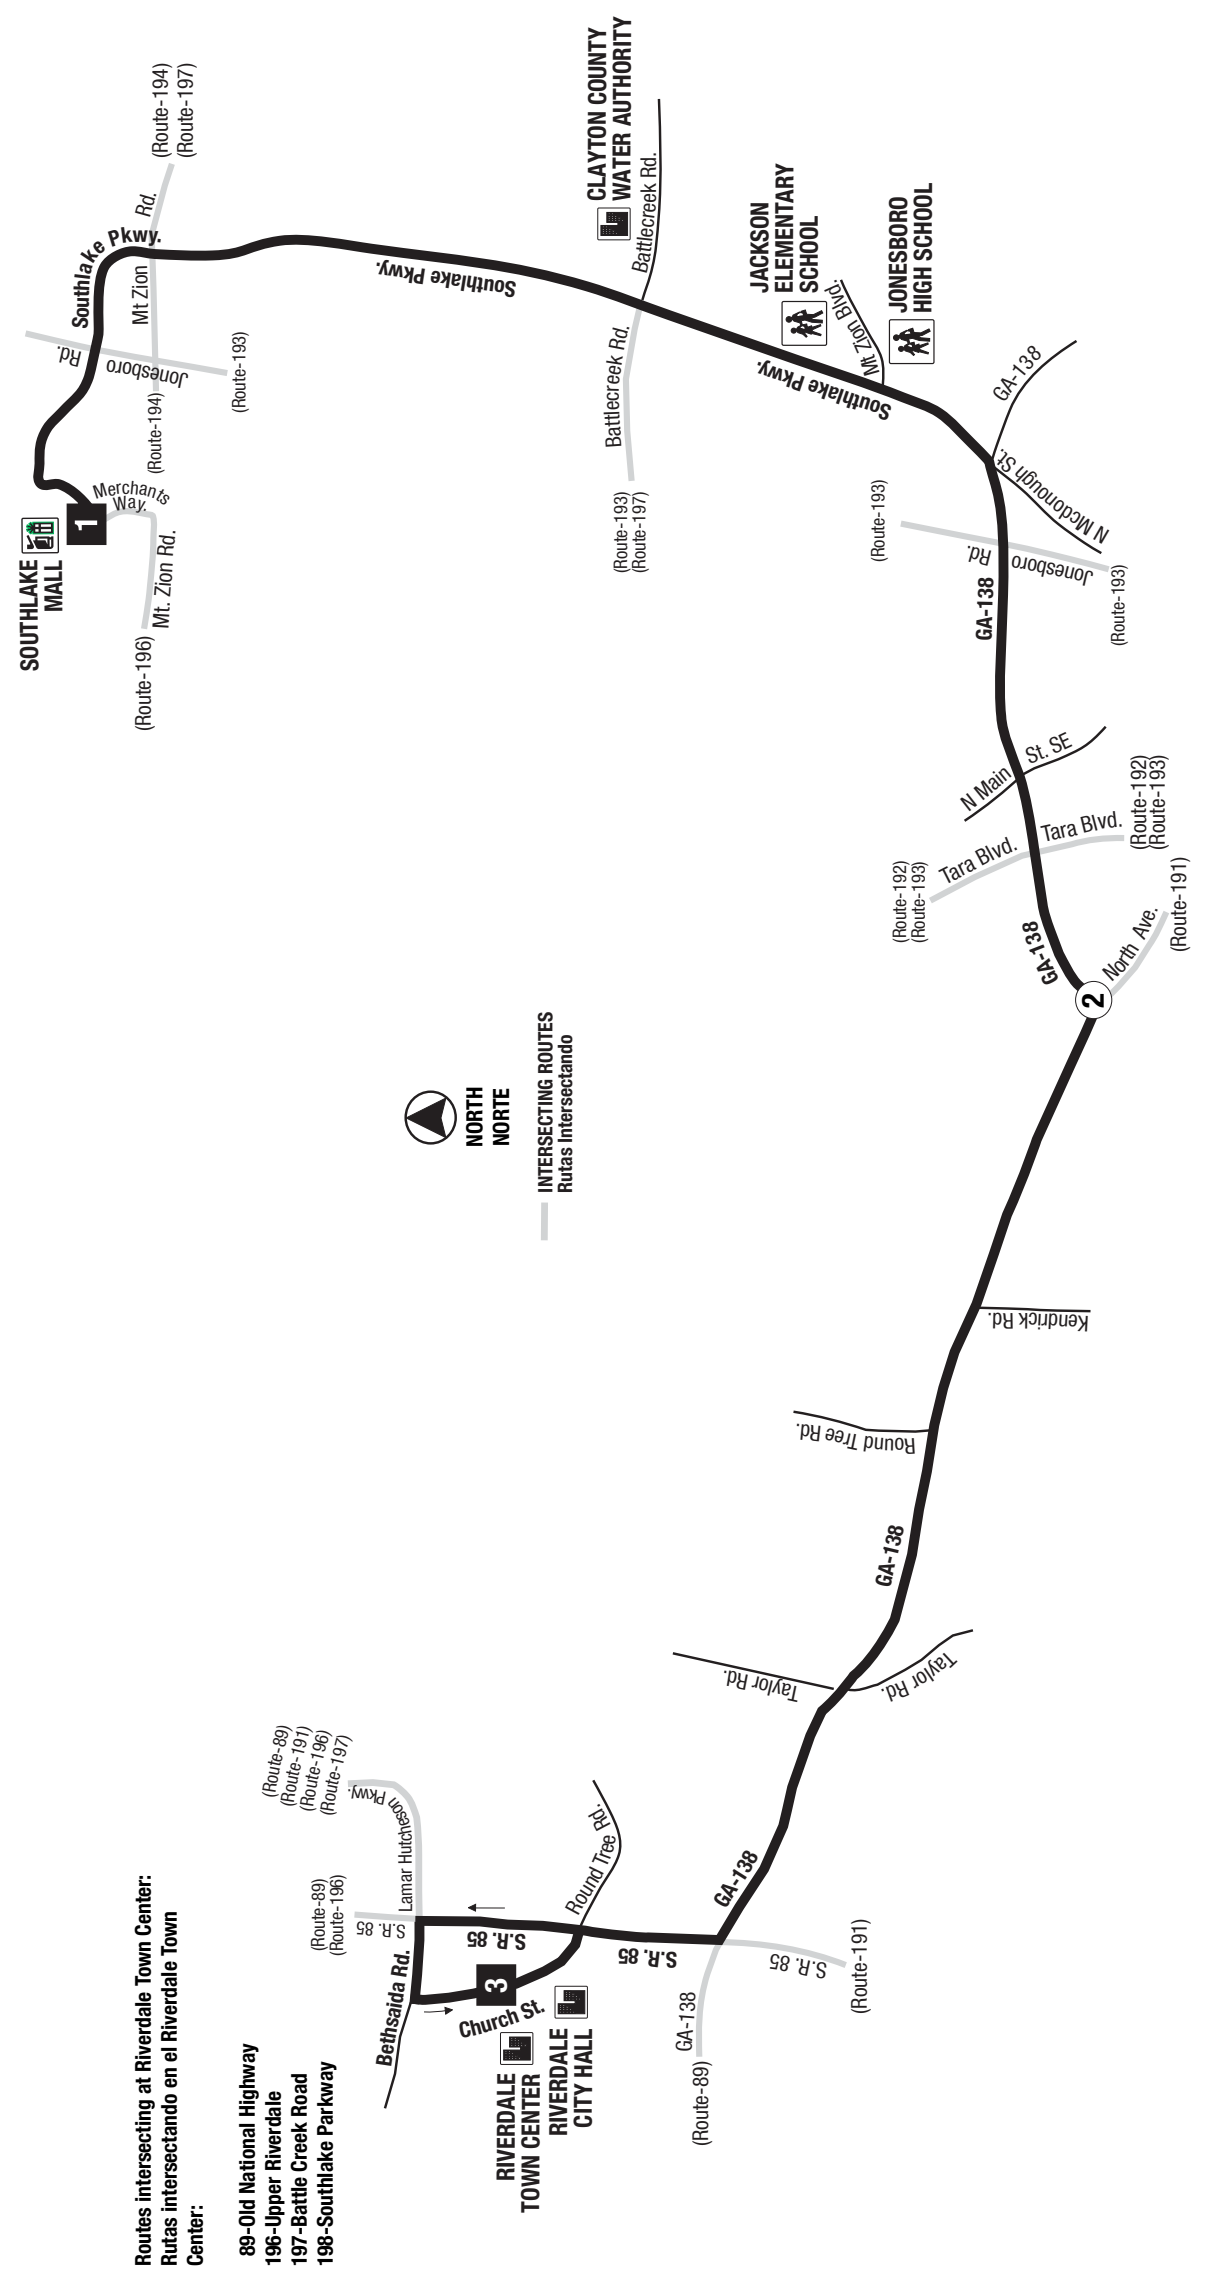 Routes intersecting at Riverdale Town Center:
Rutas intersectando en el Riverdale Town
Center:
89-Old National Highway
196-Upper Riverdale
197-Battle Creek Road
198-Southlake Parkway
(Route-89)
(Route-191)
(Route-196)
(Route-197)
Lamar Hutcheson Pkwy.
(Route-89)
(Route-196)
S.R. 85
Bethsaida Rd.
S.R. 85
3
Church St.
RIVERDALE
TOWN CENTER
RIVERDALE
CITY HALL
Round Tree Rd.
S.R. 85
GA-138
(Route-89)
S.R. 85
(Route-191)
GA-138
Taylor Rd.
Taylor Rd.
GA-138
Round Tree Rd.
Kendrick Rd.
NORTH
NORTE
INTERSECTING ROUTES
Rutas Intersectando
2
North Ave.
(Route-191)
GA-138
(Route-192)
(Route-193)
Tara Blvd.
Tara Blvd.
(Route-192)
(Route-193)
N Main St. SE
GA-138
(Route-193)
Jonesboro Rd.
(Route-193)
N Mcdonough St.
GA-138
JONESBORO
HIGH SCHOOL
Mt Zion Blvd.
JACKSON
ELEMENTARY
SCHOOL
Southlake Pkwy.
(Route-193)
(Route-197)
Battlecreek Rd.
Battlecreek Rd.
CLAYTON COUNTY
WATER AUTHORITY
Southlake Pkwy.
SOUTHLAKE
MALL
1
Merchants
Way.
Mt. Zion Rd.
(Route-196)
(Route-194)
Jonesboro Rd.
(Route-193)
Southlake Pkwy.
Mt Zion Rd.
(Route-194)
(Route-197)